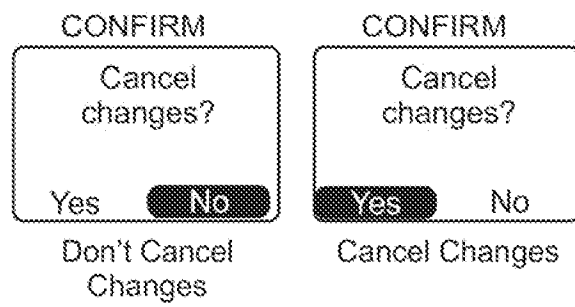 CONFIRM
Cancel
changes?
Yes No
Don't Cancel
Changes
CONFIRM
Cancel
changes?
Yes No
Cancel Changes